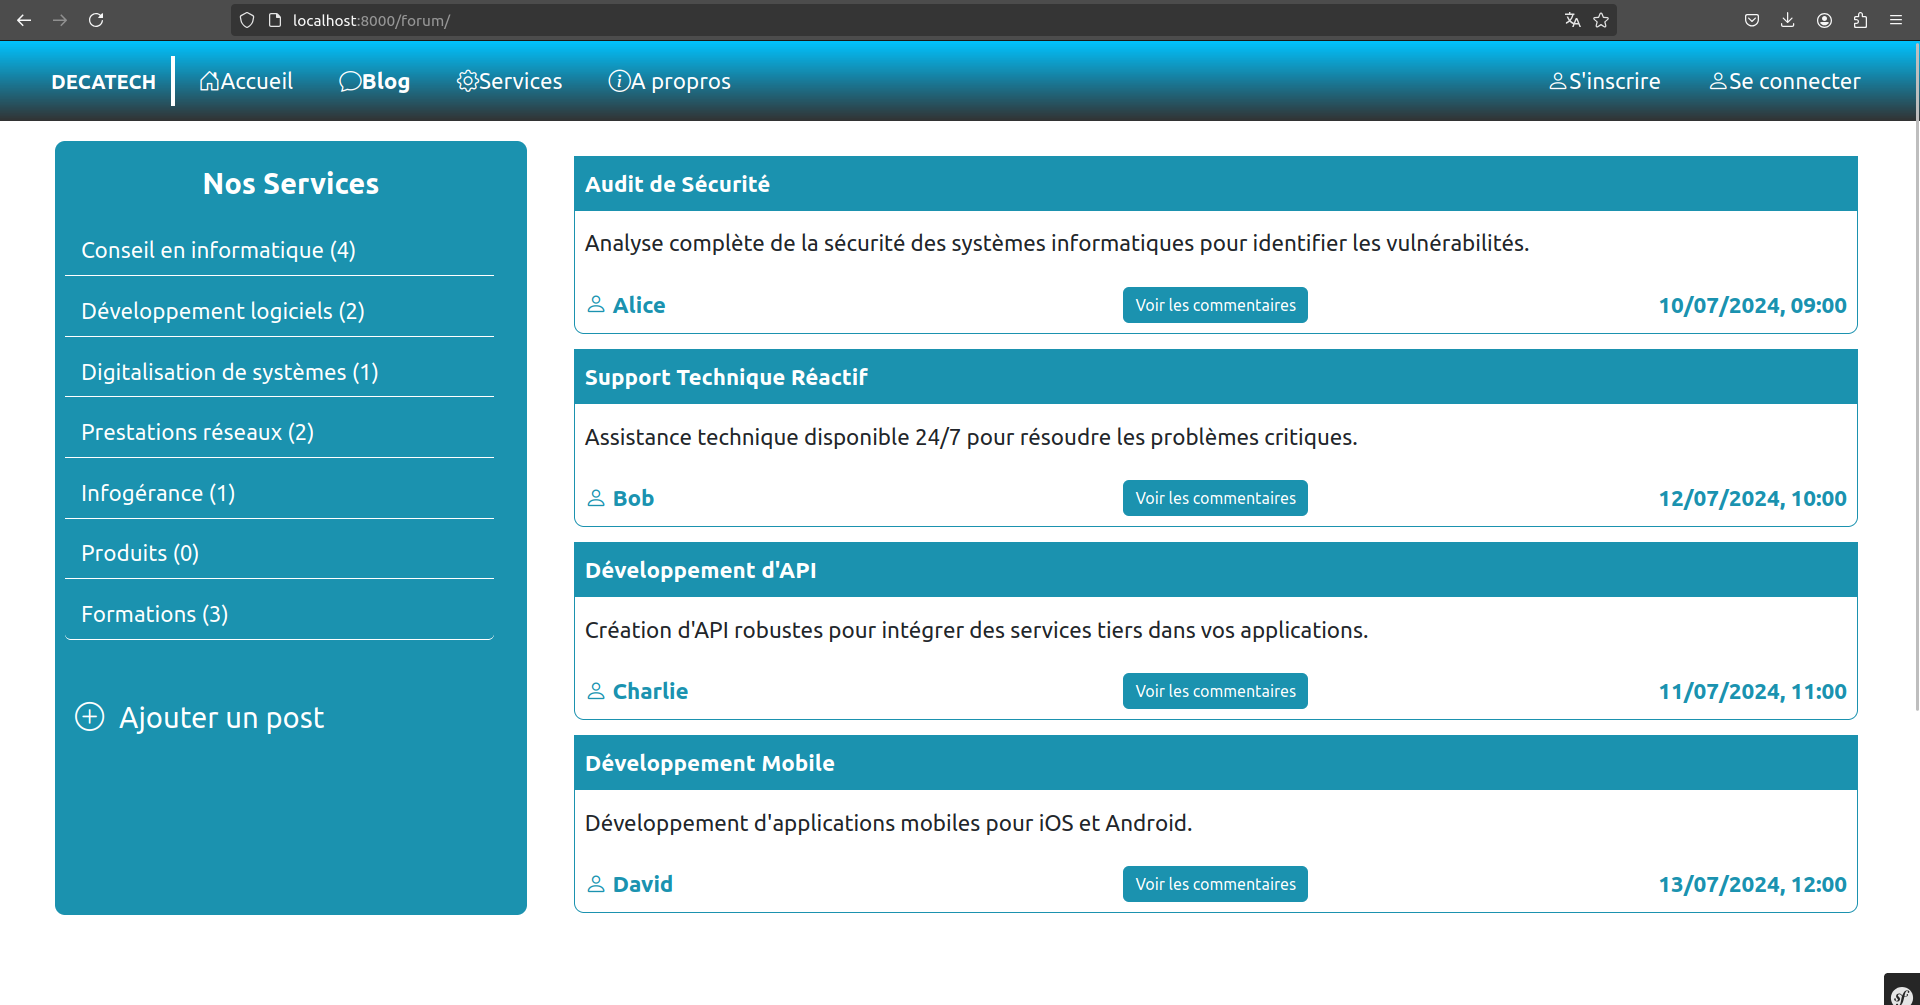 localhost:8000/forum/
DECATECH Accueil Blog Services A propros S'inscrire Se connecter
Nos Services
Conseil en informatique (4)
Développement logiciels (2)
Digitalisation de systèmes (1)
Prestations réseaux (2)
Infogérance (1)
Produits (0)
Formations (3)
Ajouter un post
Audit de Sécurité
Analyse complète de la sécurité des systèmes informatiques pour identifier les vulnérabilités.
Alice Voir les commentaires 10/07/2024, 09:00
Support Technique Réactif
Assistance technique disponible 24/7 pour résoudre les problèmes critiques.
Bob Voir les commentaires 12/07/2024, 10:00
Développement d'API
Création d'API robustes pour intégrer des services tiers dans vos applications.
Charlie Voir les commentaires 11/07/2024, 11:00
Développement Mobile
Développement d'applications mobiles pour iOS et Android.
David Voir les commentaires 13/07/2024, 12:00
sf